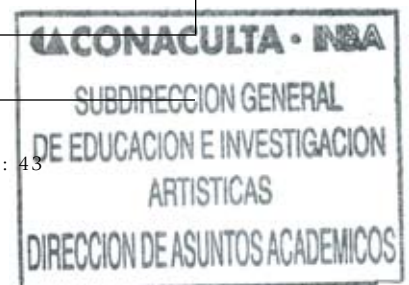 CONACULTA · INBA
SUBDIRECCION GENERAL
: 43
DE EDUCACION E INVESTIGACION
ARTISTICAS
DIRECCION DE ASUNTOS ACADEMICOS